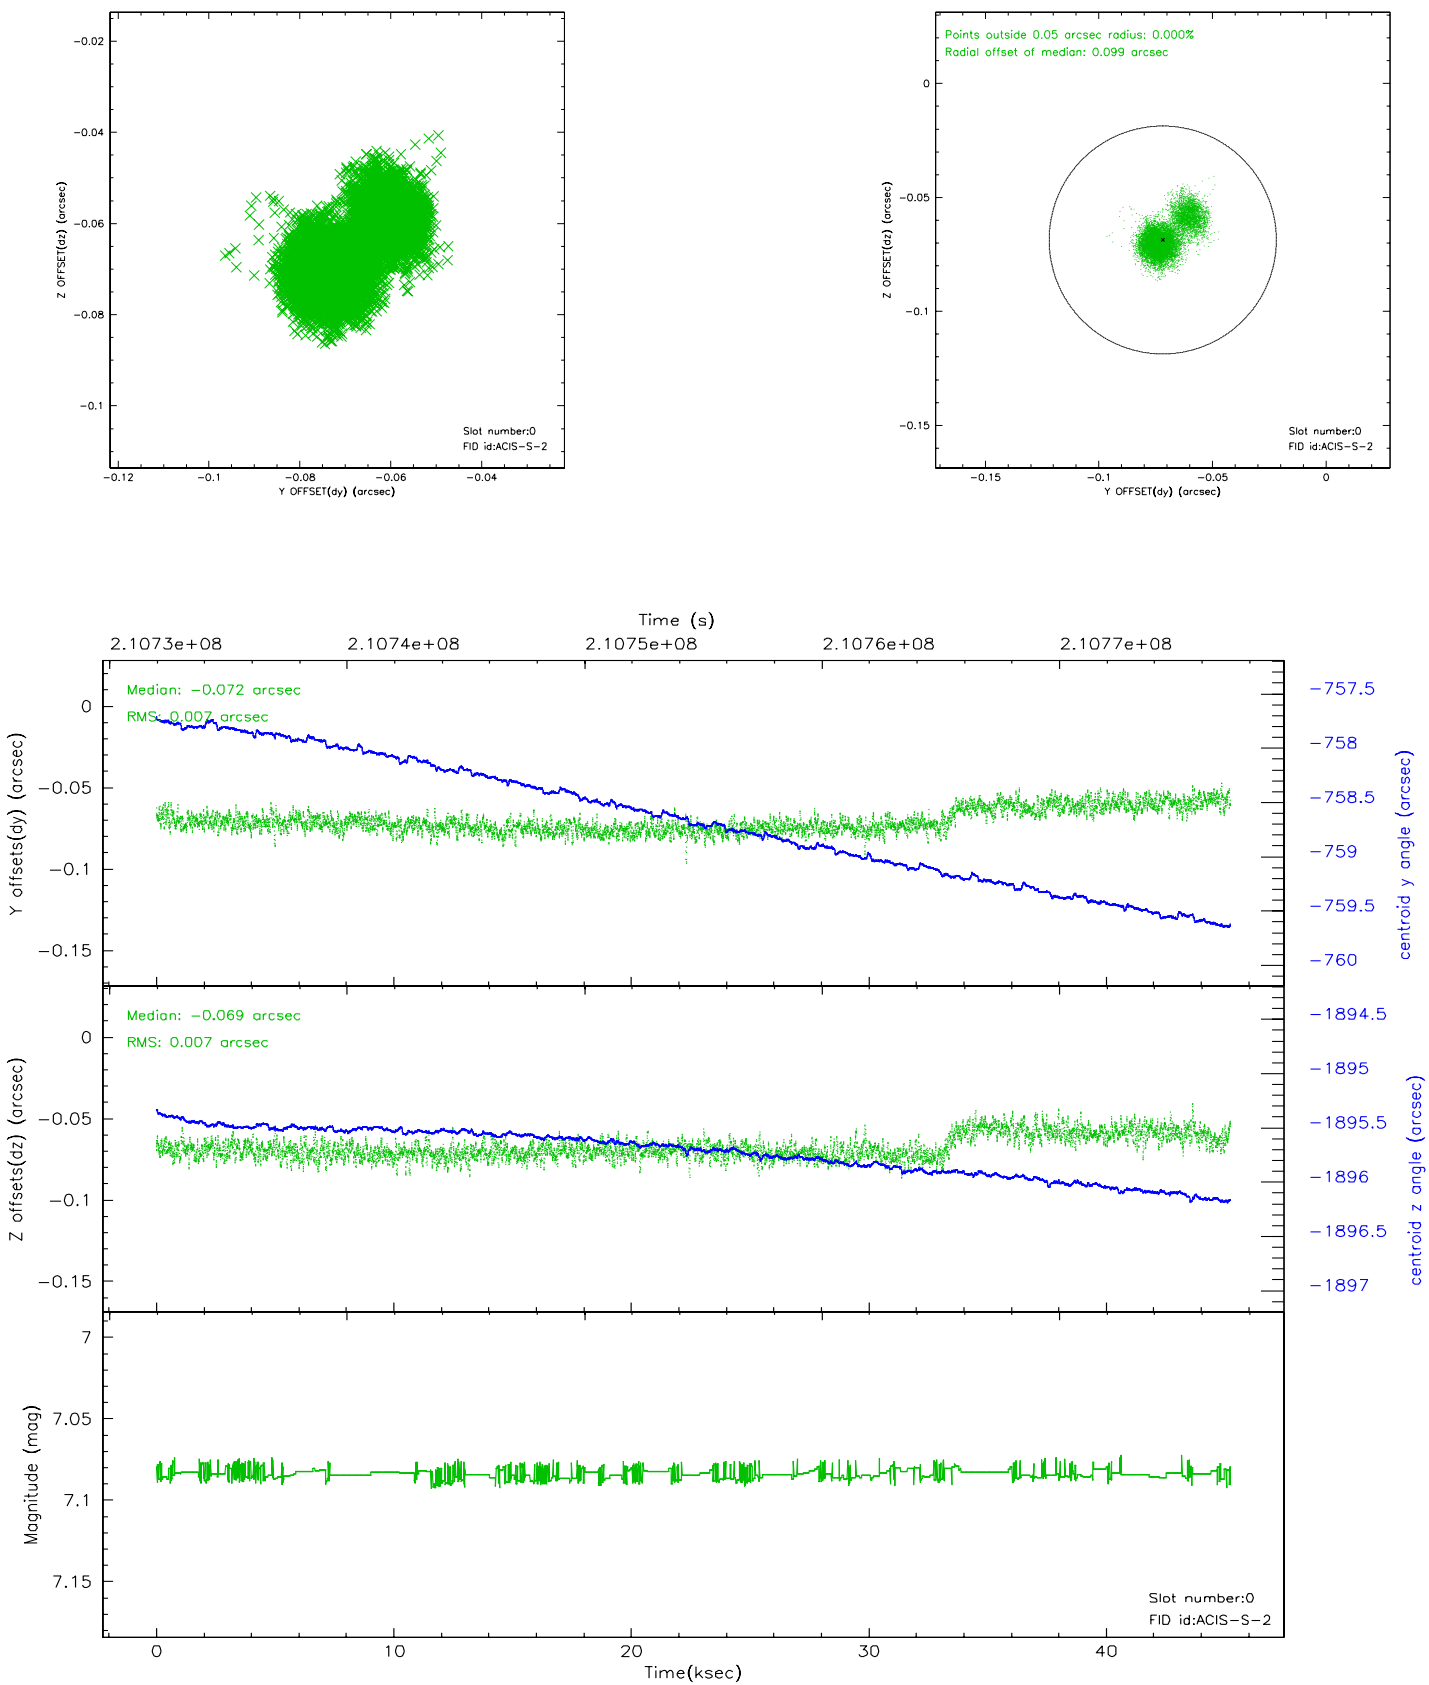 −0.02
−0.04
−0.06
−0.08
−0.1
Z OFFSET(dz) (arcsec)
Slot number:0
FID id:ACIS−S−2
−0.12
−0.1
−0.08
−0.06
−0.04
Y OFFSET(dy) (arcsec)
Points outside 0.05 arcsec radius: 0.000%
Radial offset of median: 0.099 arcsec
0
−0.05
−0.1
−0.15
Z OFFSET(dz) (arcsec)
Slot number:0
FID id:ACIS−S−2
−0.15
−0.1
−0.05
0
Y OFFSET(dy) (arcsec)
Time (s)
2.1073e+08
2.1074e+08
2.1075e+08
2.1076e+08
2.1077e+08
Median: −0.072 arcsec
RMS: 0.007 arcsec
0
−0.05
−0.1
−0.15
Y offsets(dy) (arcsec)
−757.5
−758
−758.5
−759
−759.5
−760
centroid y angle (arcsec)
Median: −0.069 arcsec
RMS: 0.007 arcsec
0
−0.05
−0.1
−0.15
Z offsets(dz) (arcsec)
−1894.5
−1895
−1895.5
−1896
−1896.5
−1897
centroid z angle (arcsec)
7
7.05
7.1
7.15
Magnitude (mag)
Slot number:0
FID id:ACIS−S−2
0
10
20
30
40
Time(ksec)